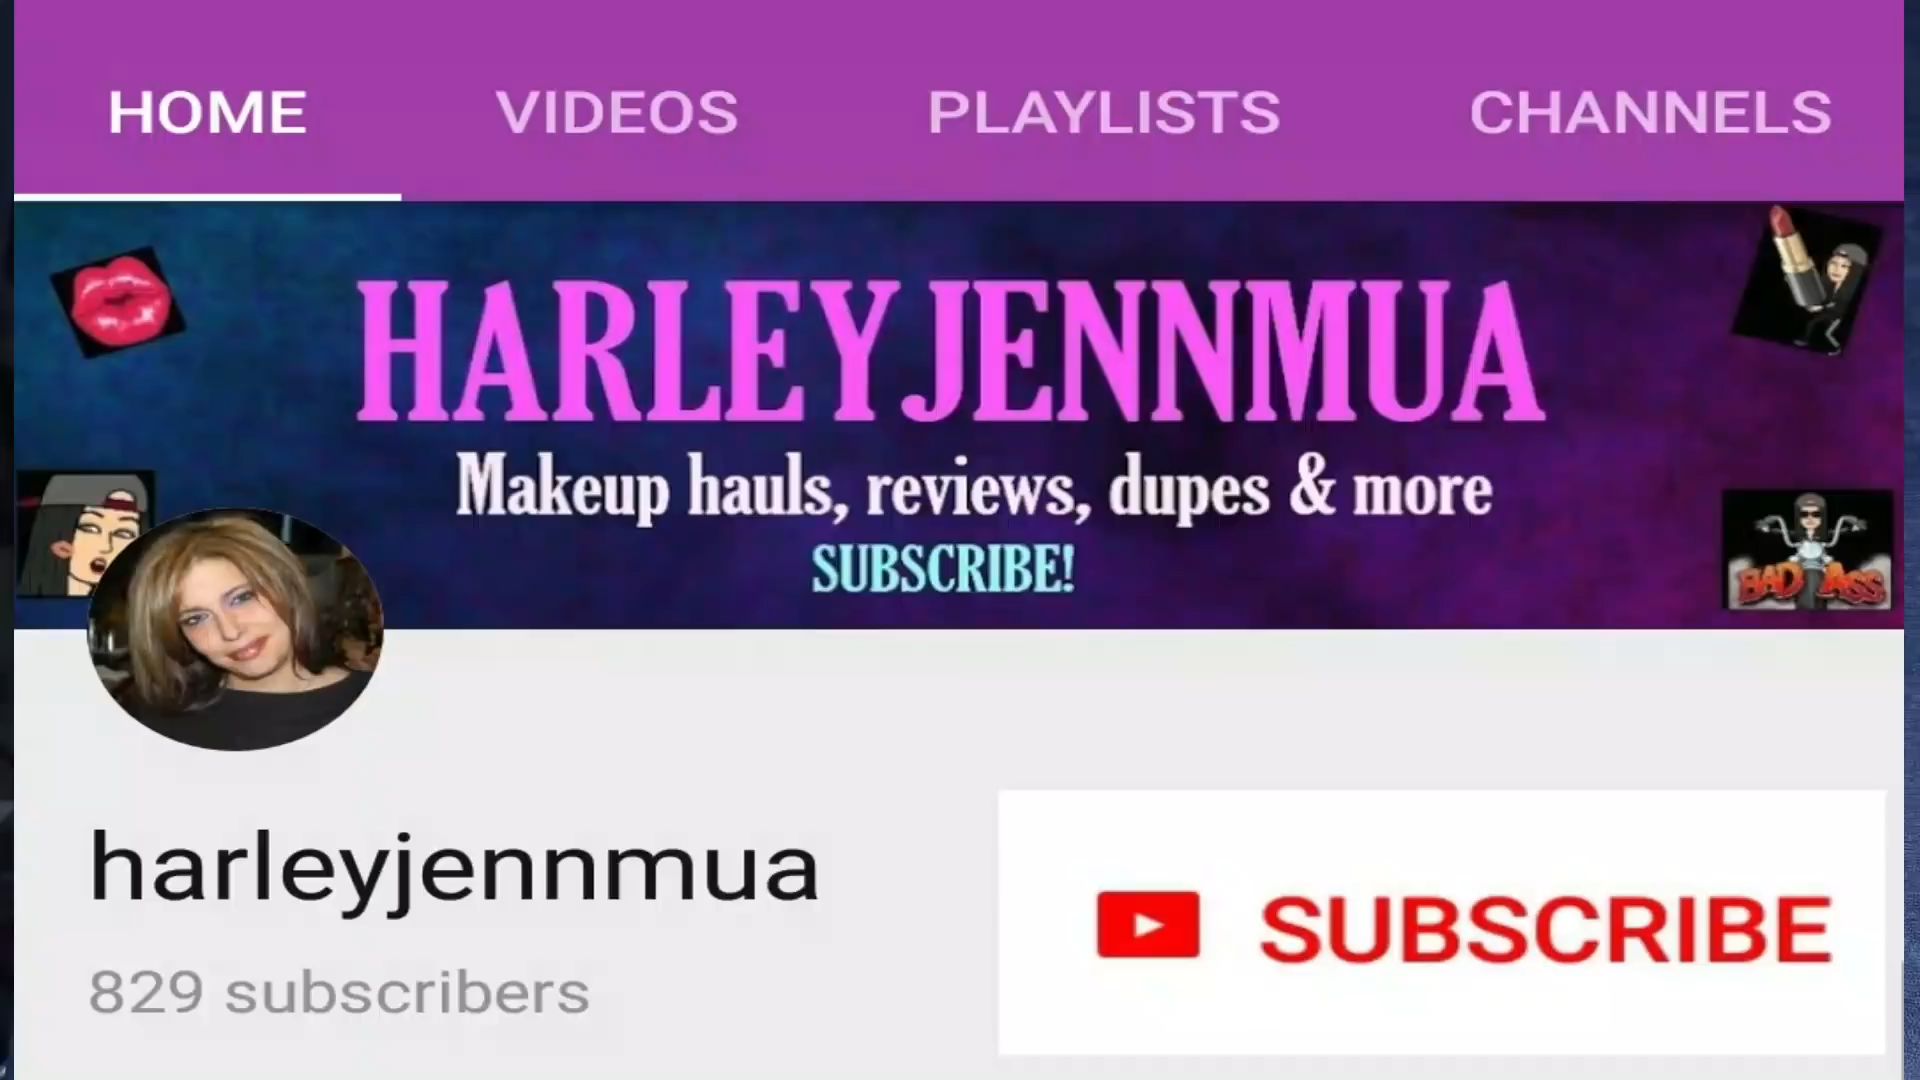 HOME VIDEOS PLAYLISTS CHANNELS
HARLEYJENNMUA
Makeup hauls, reviews, dupes & more
SUBSCRIBE!
BAD ASS
harleyjennmua
SUBSCRIBE
829 subscribers